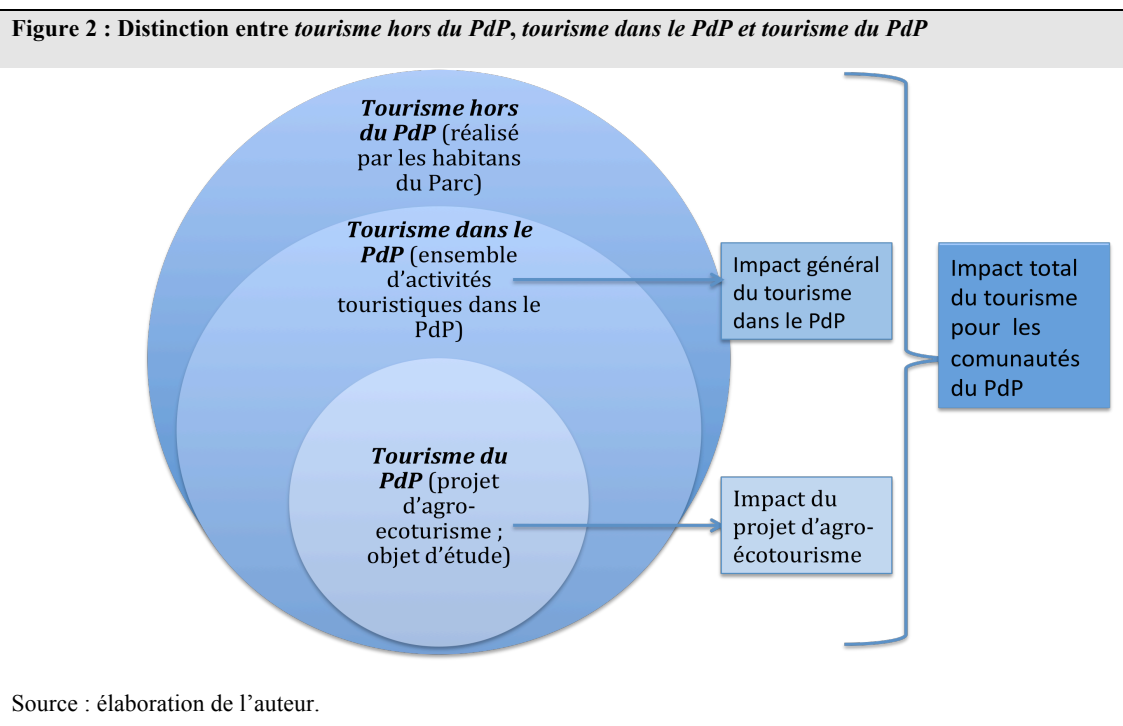 Figure 2 : Distinction entre tourisme hors du PdP, tourisme dans le PdP et tourisme du PdP
Tourisme hors
du PdP (réalisé
par les habitans
du Parc)
Tourisme dans le
PdP (ensemble
d’activités
touristiques dans le
PdP)
Tourisme du
PdP (projet
d’agro-
ecoturisme ;
objet d’étude)
Impact général
du tourisme
dans le PdP
Impact du
projet d’agro-
écotourisme
Impact total
du tourisme
pour les
comunautés
du PdP
Source : élaboration de l’auteur.